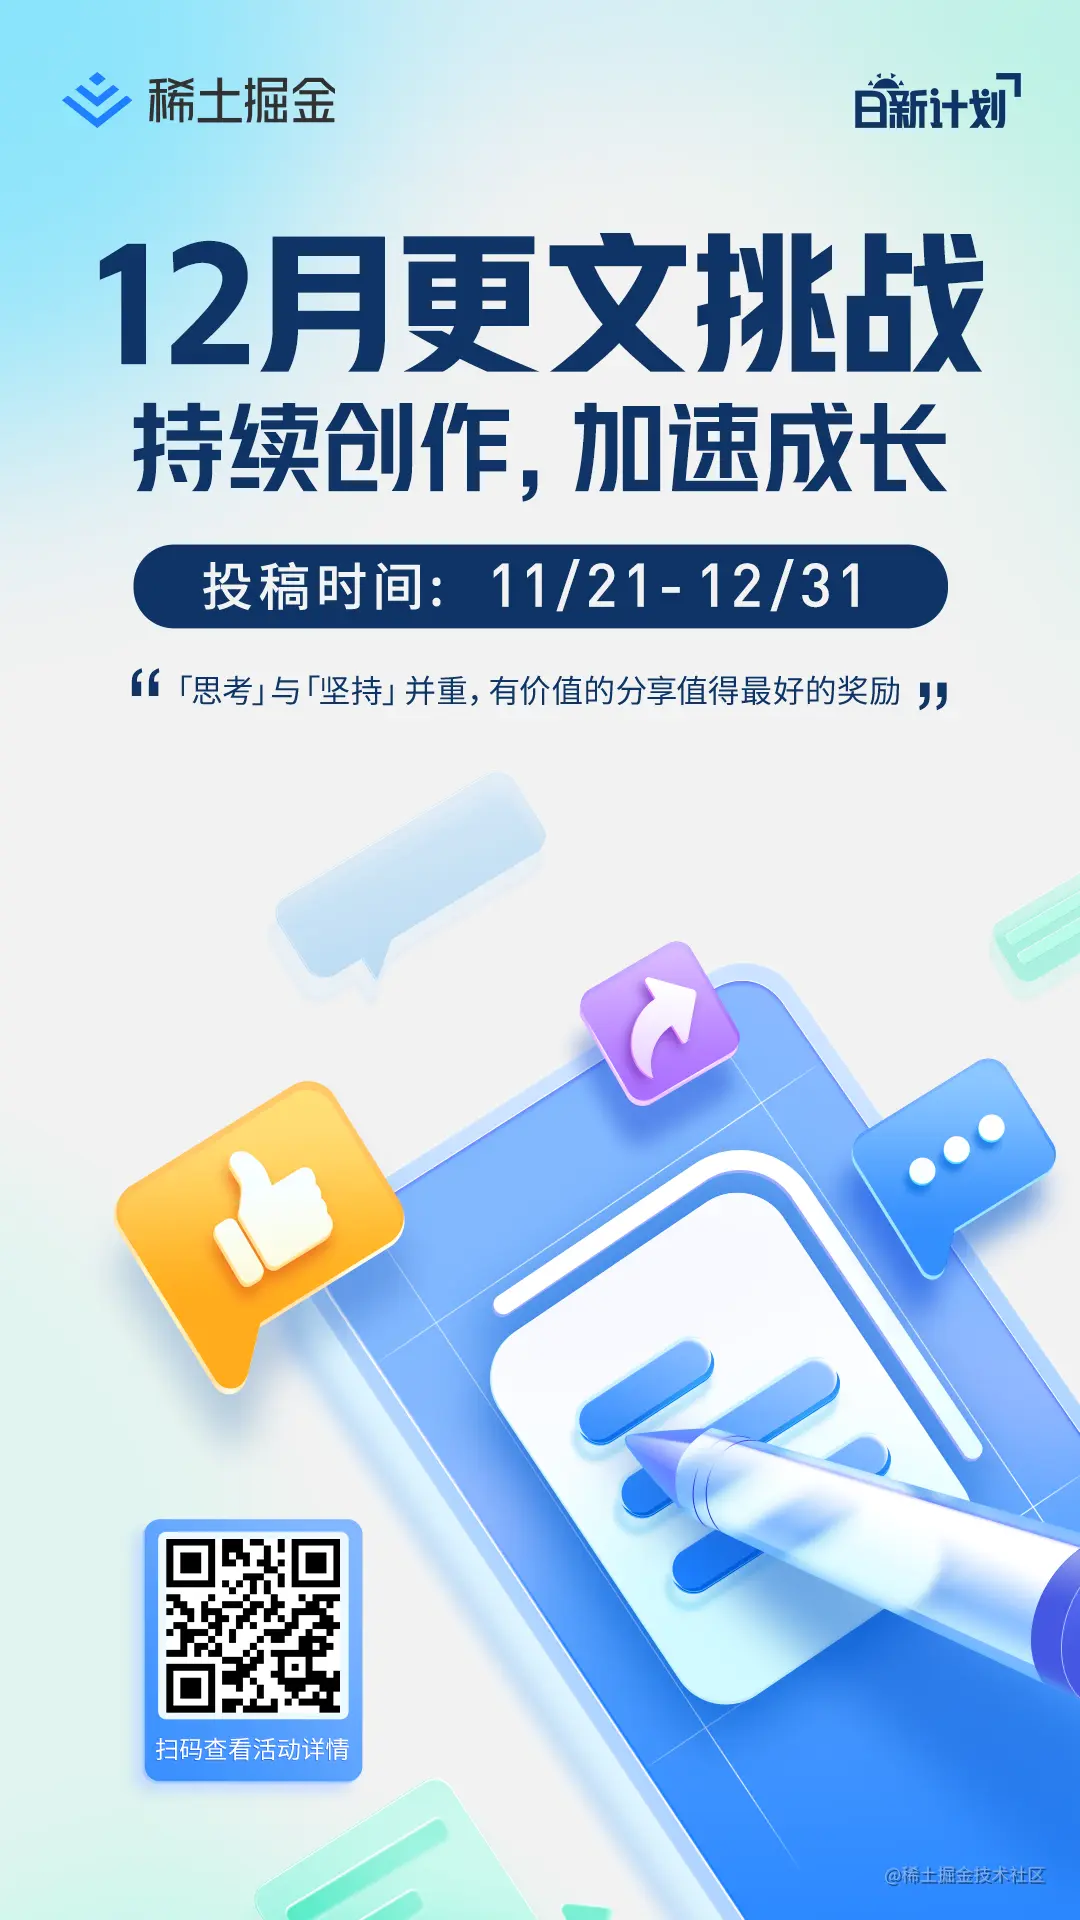 稀土掘金
日新计划
12月更文挑战
持续创作，加速成长
投稿时间： 11/21-12/31
“「思考」与「坚持」并重，有价值的分享值得最好的奖励”
扫码查看活动详情
@稀土掘金技术社区